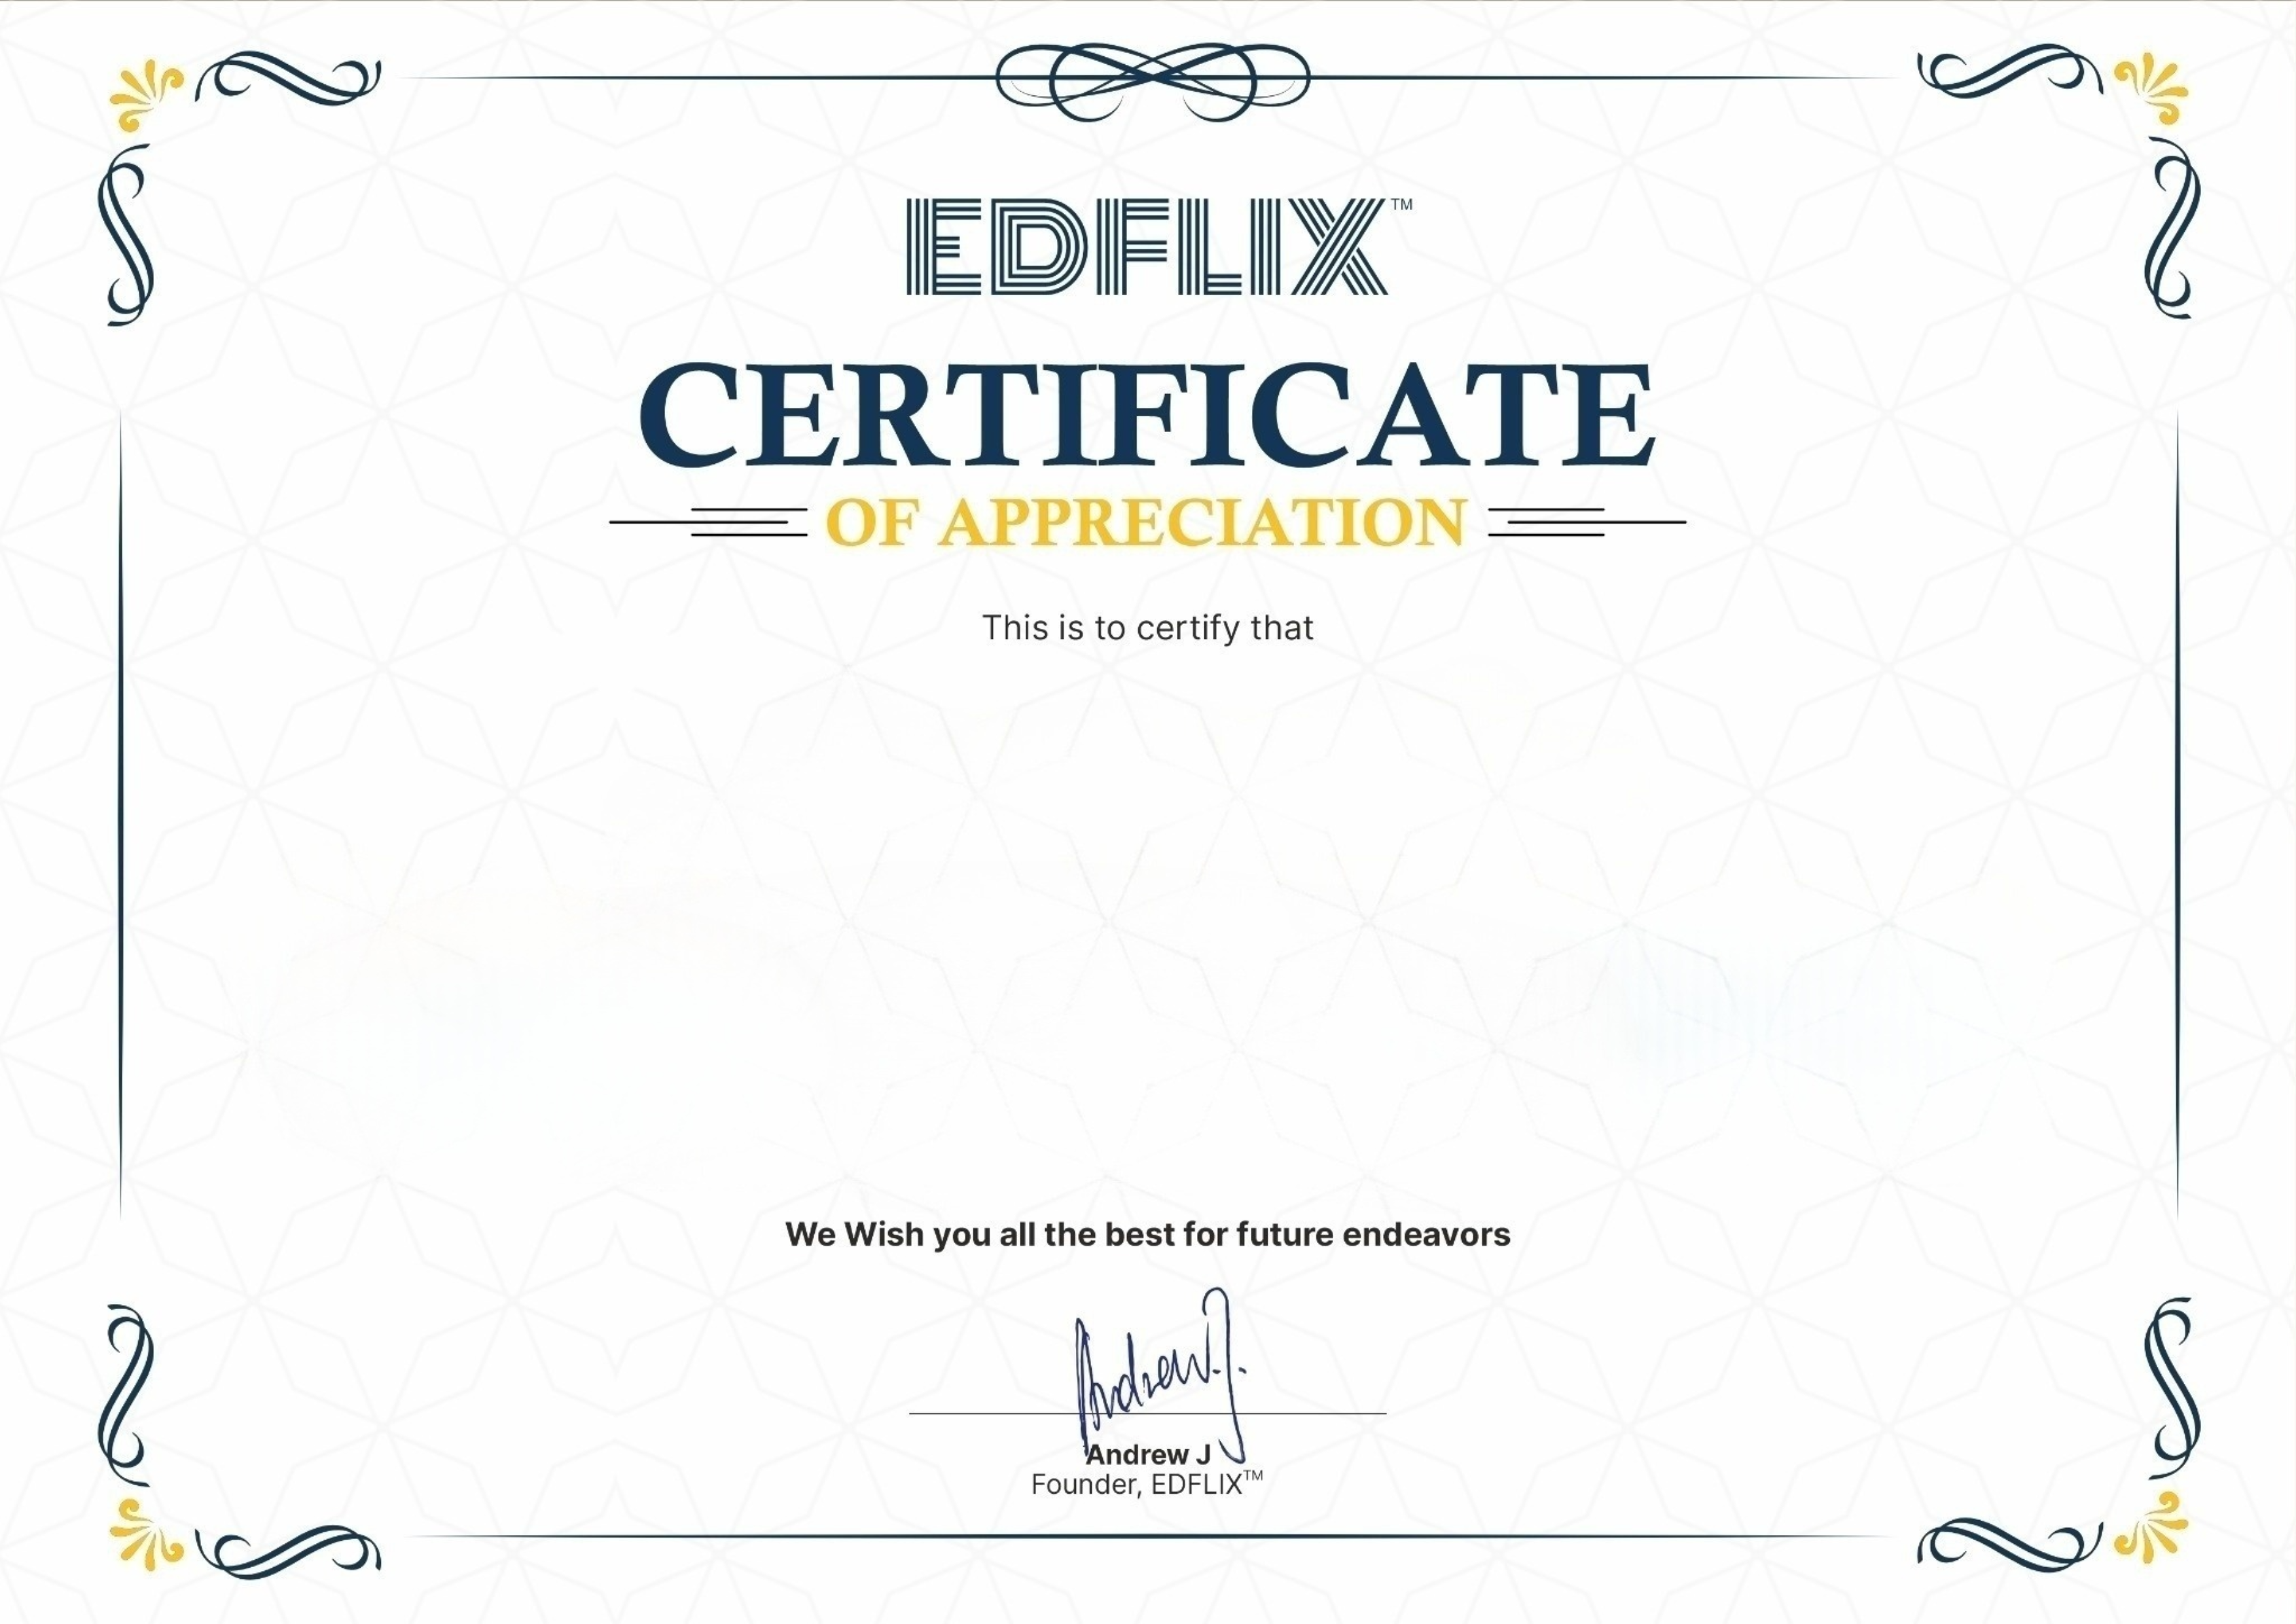 EDFLIX™
CERTIFICATE
OF APPRECIATION
This is to certify that
We Wish you all the best for future endeavors
Andrew J.
Andrew J
Founder, EDFLIX™